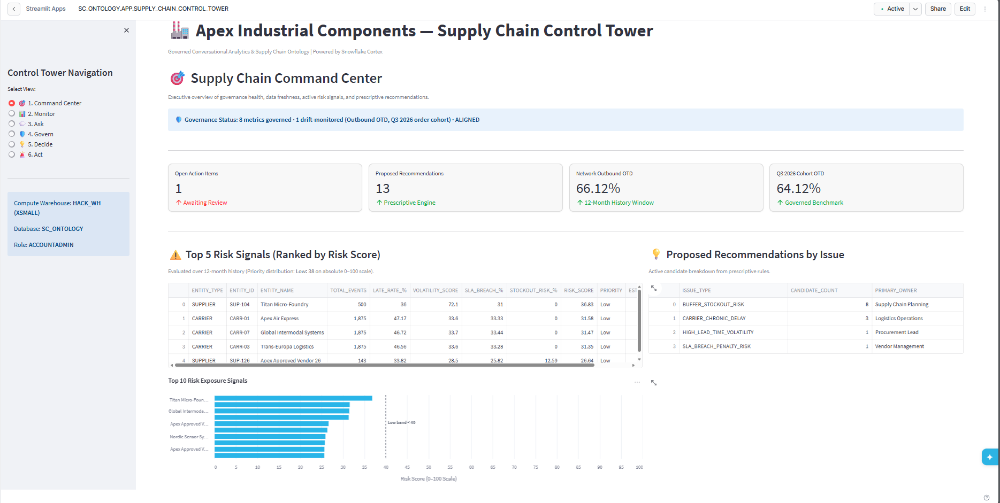 Streamlit Apps SC_ONTOLOGY.APP.SUPPLY_CHAIN_CONTROL_TOWER Active Share Edit
Control Tower Navigation
Select View:
1. Command Center
2. Monitor
3. Ask
4. Govern
5. Decide
6. Act
Compute Warehouse: HACK_WH
(XSMALL)
Database: SC_ONTOLOGY
Role: ACCOUNTADMIN
Apex Industrial Components — Supply Chain Control Tower
Governed Conversational Analytics & Supply Chain Ontology | Powered by Snowflake Cortex
Supply Chain Command Center
Executive overview of governance health, data freshness, active risk signals, and prescriptive recommendations.
Governance Status: 8 metrics governed · 1 drift-monitored (Outbound OTD, Q3 2026 order cohort) · ALIGNED
Open Action Items
1
↑ Awaiting Review
Proposed Recommendations
13
↑ Prescriptive Engine
Network Outbound OTD
66.12%
↑ 12-Month History Window
Q3 2026 Cohort OTD
64.12%
↑ Governed Benchmark
Top 5 Risk Signals (Ranked by Risk Score)
Evaluated over 12-month history (Priority distribution: Low: 38 on absolute 0–100 scale).
ENTITY_TYPE ENTITY_ID ENTITY_NAME TOTAL_EVENTS LATE_RATE_% VOLATILITY_SCORE SLA_BREACH_% STOCKOUT_RISK_% RISK_SCORE PRIORITY EST
0 SUPPLIER SUP-104 Titan Micro-Foundry 500 36 72.1 31 0 36.83 Low
1 CARRIER CARR-01 Apex Air Express 1,875 47.17 33.6 33.33 0 31.58 Low
2 CARRIER CARR-07 Global Intermodal Systems 1,875 46.72 33.7 33.44 0 31.47 Low
3 CARRIER CARR-03 Trans-Europa Logistics 1,875 46.56 33.6 33.28 0 31.35 Low
4 SUPPLIER SUP-126 Apex Approved Vendor 26 143 33.82 28.5 25.82 12.59 26.64 Low
Proposed Recommendations by Issue
Active candidate breakdown from prescriptive rules.
ISSUE_TYPE CANDIDATE_COUNT PRIMARY_OWNER
0 BUFFER_STOCKOUT_RISK 8 Supply Chain Planning
1 CARRIER_CHRONIC_DELAY 3 Logistics Operations
2 HIGH_LEAD_TIME_VOLATILITY 1 Procurement Lead
3 SLA_BREACH_PENALTY_RISK 1 Vendor Management
Top 10 Risk Exposure Signals
Titan Micro-Foun...
Global Intermoda...
Apex Approved V...
Nordic Sensor Sy...
Apex Approved V...
Low band < 40
0 5 10 15 20 25 30 35 40 45 50 55 60 65 70 75 80 85 90 95 100
Risk Score (0–100 Scale)